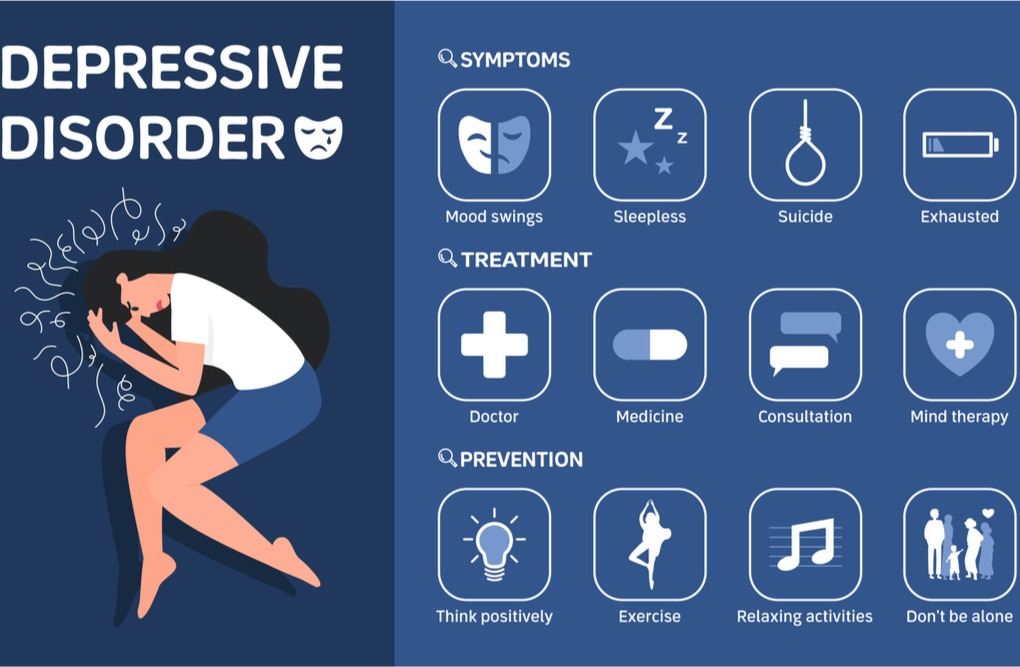 DEPRESSIVE
DISORDER
SYMPTOMS
Z
z
Mood swings
Sleepless
Suicide
Exhausted
TREATMENT
Doctor
Medicine
Consultation
Mind therapy
PREVENTION
Think positively
Exercise
Relaxing activities
Don't be alone